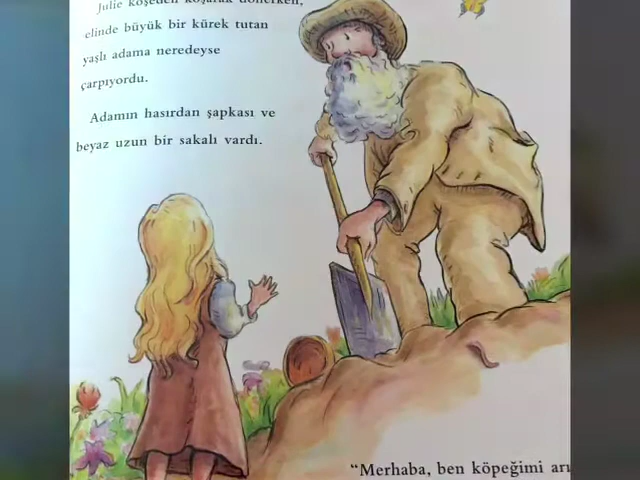 Julie köşeden koşarak dönerken,
elinde büyük bir kürek tutan
yaşlı adama neredeyse
çarpıyordu.
Adamın hasırdan şapkası ve
beyaz uzun bir sakalı vardı.
“Merhaba, ben köpeğimi